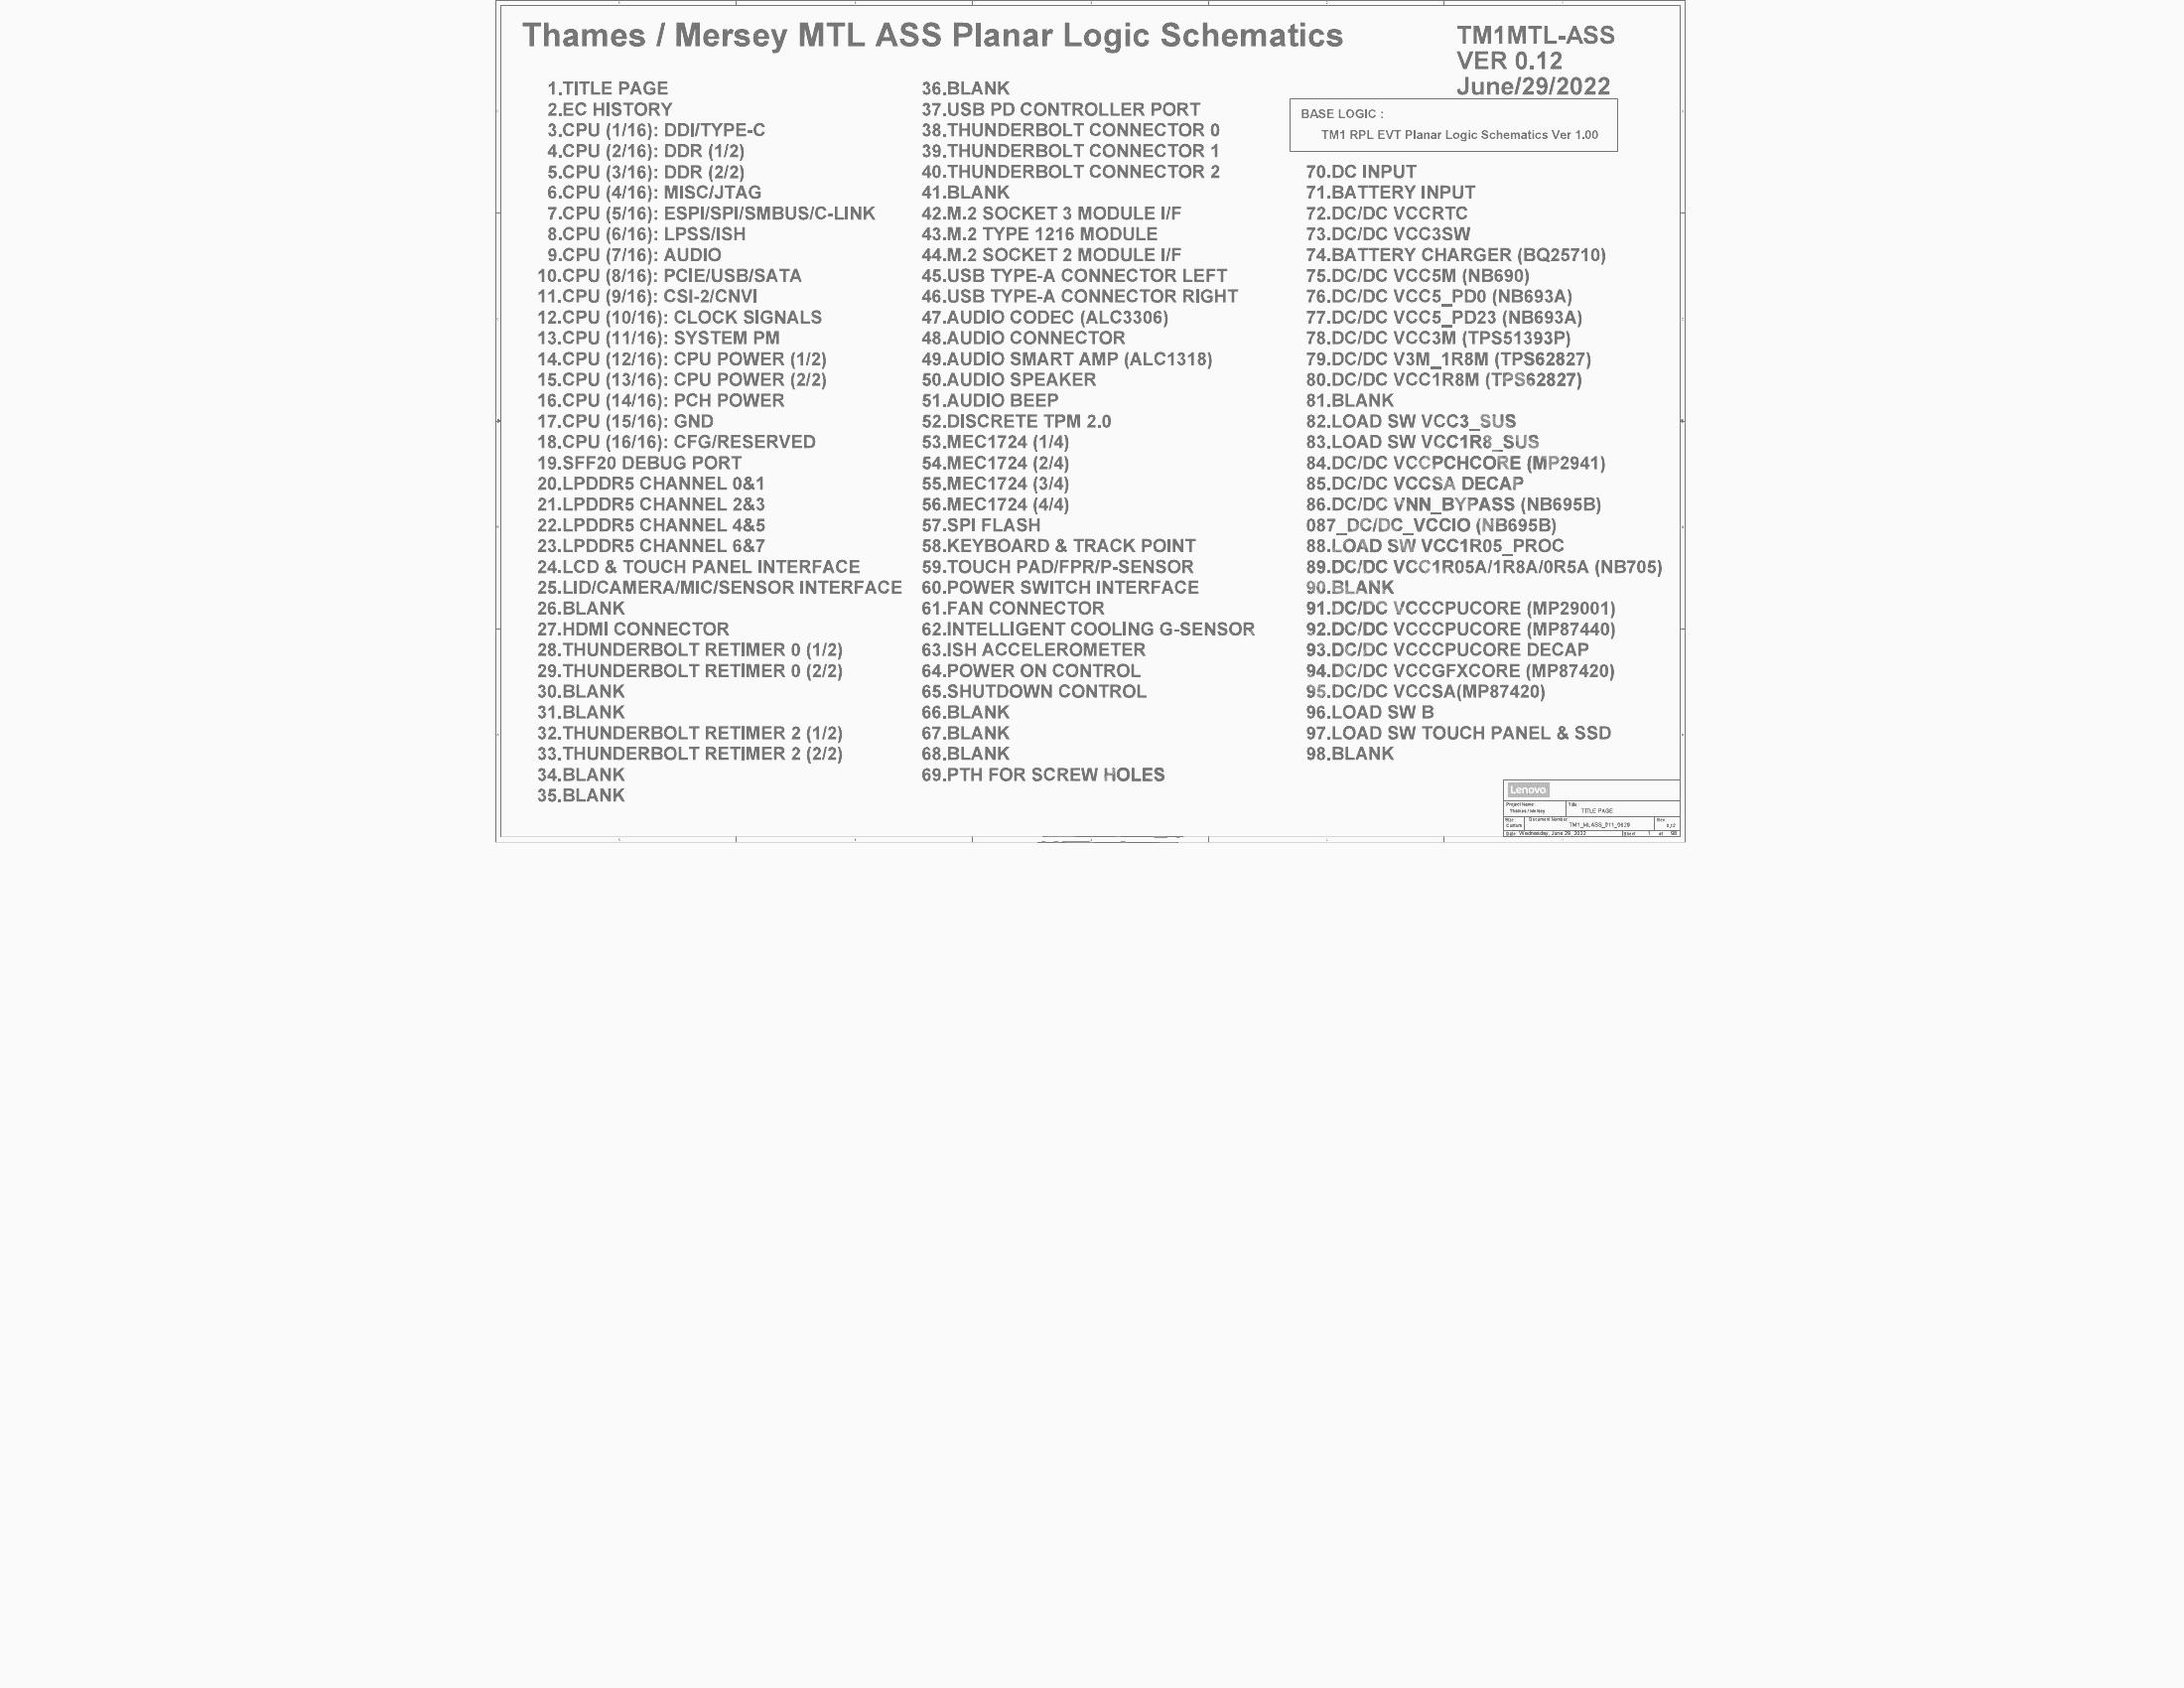 Thames / Mersey MTL ASS Planar Logic Schematics
TM1MTL-ASS
VER 0.12
June/29/2022
BASE LOGIC :
TM1 RPL EVT Planar Logic Schematics Ver 1.00
1.TITLE PAGE
2.EC HISTORY
3.CPU (1/16): DDI/TYPE-C
4.CPU (2/16): DDR (1/2)
5.CPU (3/16): DDR (2/2)
6.CPU (4/16): MISC/JTAG
7.CPU (5/16): ESPI/SPI/SMBUS/C-LINK
8.CPU (6/16): LPSS/ISH
9.CPU (7/16): AUDIO
10.CPU (8/16): PCIE/USB/SATA
11.CPU (9/16): CSI-2/CNVI
12.CPU (10/16): CLOCK SIGNALS
13.CPU (11/16): SYSTEM PM
14.CPU (12/16): CPU POWER (1/2)
15.CPU (13/16): CPU POWER (2/2)
16.CPU (14/16): PCH POWER
17.CPU (15/16): GND
18.CPU (16/16): CFG/RESERVED
19.SFF20 DEBUG PORT
20.LPDDR5 CHANNEL 0&1
21.LPDDR5 CHANNEL 2&3
22.LPDDR5 CHANNEL 4&5
23.LPDDR5 CHANNEL 6&7
24.LCD & TOUCH PANEL INTERFACE
25.LID/CAMERA/MIC/SENSOR INTERFACE
26.BLANK
27.HDMI CONNECTOR
28.THUNDERBOLT RETIMER 0 (1/2)
29.THUNDERBOLT RETIMER 0 (2/2)
30.BLANK
31.BLANK
32.THUNDERBOLT RETIMER 2 (1/2)
33.THUNDERBOLT RETIMER 2 (2/2)
34.BLANK
35.BLANK
36.BLANK
37.USB PD CONTROLLER PORT
38.THUNDERBOLT CONNECTOR 0
39.THUNDERBOLT CONNECTOR 1
40.THUNDERBOLT CONNECTOR 2
41.BLANK
42.M.2 SOCKET 3 MODULE I/F
43.M.2 TYPE 1216 MODULE
44.M.2 SOCKET 2 MODULE I/F
45.USB TYPE-A CONNECTOR LEFT
46.USB TYPE-A CONNECTOR RIGHT
47.AUDIO CODEC (ALC3306)
48.AUDIO CONNECTOR
49.AUDIO SMART AMP (ALC1318)
50.AUDIO SPEAKER
51.AUDIO BEEP
52.DISCRETE TPM 2.0
53.MEC1724 (1/4)
54.MEC1724 (2/4)
55.MEC1724 (3/4)
56.MEC1724 (4/4)
57.SPI FLASH
58.KEYBOARD & TRACK POINT
59.TOUCH PAD/FPR/P-SENSOR
60.POWER SWITCH INTERFACE
61.FAN CONNECTOR
62.INTELLIGENT COOLING G-SENSOR
63.ISH ACCELEROMETER
64.POWER ON CONTROL
65.SHUTDOWN CONTROL
66.BLANK
67.BLANK
68.BLANK
69.PTH FOR SCREW HOLES
70.DC INPUT
71.BATTERY INPUT
72.DC/DC VCCRTC
73.DC/DC VCC3SW
74.BATTERY CHARGER (BQ25710)
75.DC/DC VCC5M (NB690)
76.DC/DC VCC5_PD0 (NB693A)
77.DC/DC VCC5_PD23 (NB693A)
78.DC/DC VCC3M (TPS51393P)
79.DC/DC V3M_1R8M (TPS62827)
80.DC/DC VCC1R8M (TPS62827)
81.BLANK
82.LOAD SW VCC3_SUS
83.LOAD SW VCC1R8_SUS
84.DC/DC VCCPCHCORE (MP2941)
85.DC/DC VCCSA DECAP
86.DC/DC VNN_BYPASS (NB695B)
087_DC/DC_VCCIO (NB695B)
88.LOAD SW VCC1R05_PROC
89.DC/DC VCC1R05A/1R8A/0R5A (NB705)
90.BLANK
91.DC/DC VCCCPUCORE (MP29001)
92.DC/DC VCCCPUCORE (MP87440)
93.DC/DC VCCCPUCORE DECAP
94.DC/DC VCCGFXCORE (MP87420)
95.DC/DC VCCSA(MP87420)
96.LOAD SW B
97.LOAD SW TOUCH PANEL & SSD
98.BLANK
Lenovo
Project Name
Title
Thames / Mersey
TITLE PAGE
Size
Document Number
Rev
Custom
0.12
Date Wednesday, June 29, 2022
Sheet 1 of 98